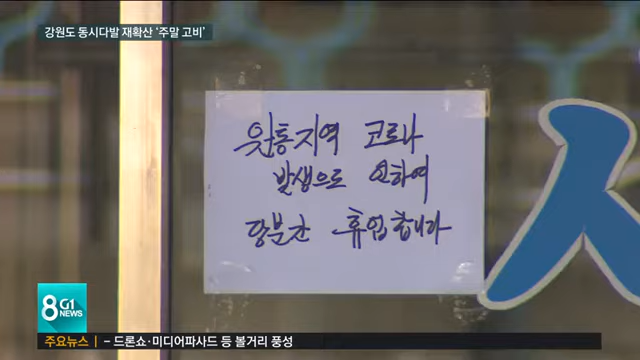 강원도 동시다발 재확산 '주말 고비'
원통지역 코로나
발생으로 인하여
당분간 휴업합니다
8 G1 NEWS
주요뉴스 - 드론쇼·미디어파사드 등 볼거리 풍성